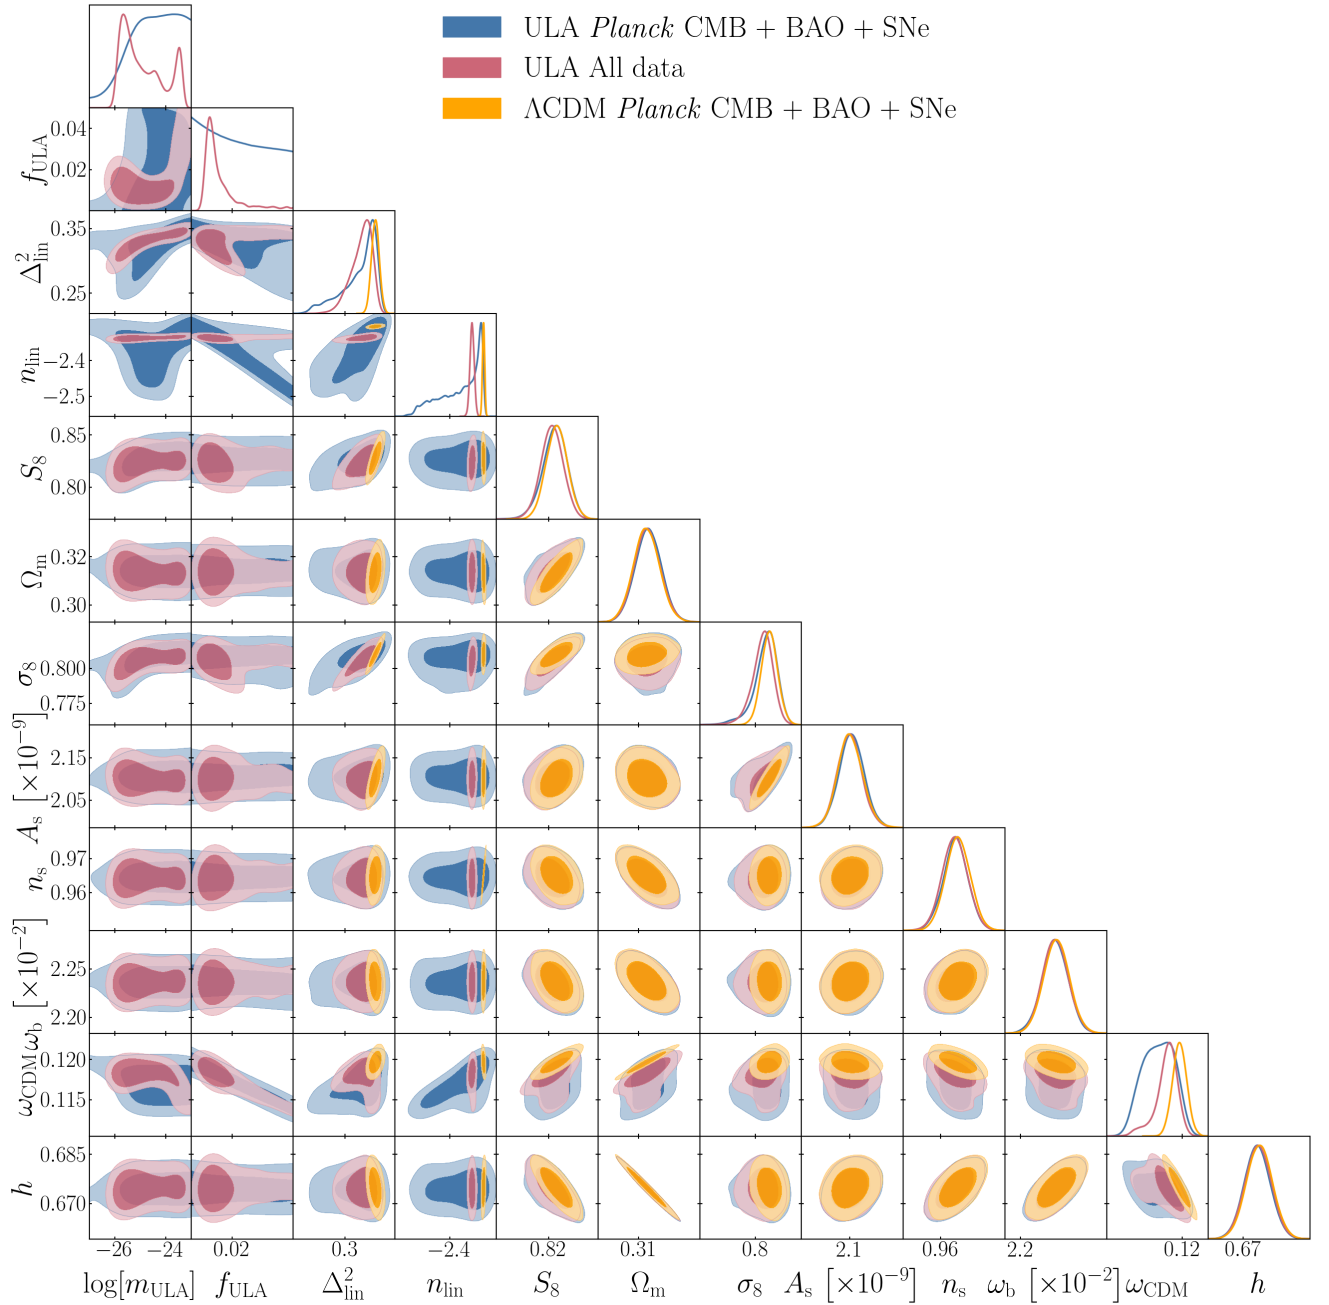 ULA Planck CMB + BAO + SNe
ULA All data
ΛCDM Planck CMB + BAO + SNe
f_ULA
0.04
0.02
Δ²_lin
0.35
0.25
n_lin
−2.4
−2.5
S_8
0.85
0.80
Ω_m
0.32
0.30
σ_8
0.800
0.775
A_s [×10^−9]
2.15
2.05
n_s
0.97
0.96
ω_b [×10^−2]
2.25
2.20
ω_CDM
0.120
0.115
h
0.685
0.670
−26 −24 0.02 0.3 −2.4 0.82 0.31 0.8 2.1 0.96 2.2 0.12 0.67
log[m_ULA] f_ULA Δ²_lin n_lin S_8 Ω_m σ_8 A_s [×10^−9] n_s ω_b [×10^−2] ω_CDM h